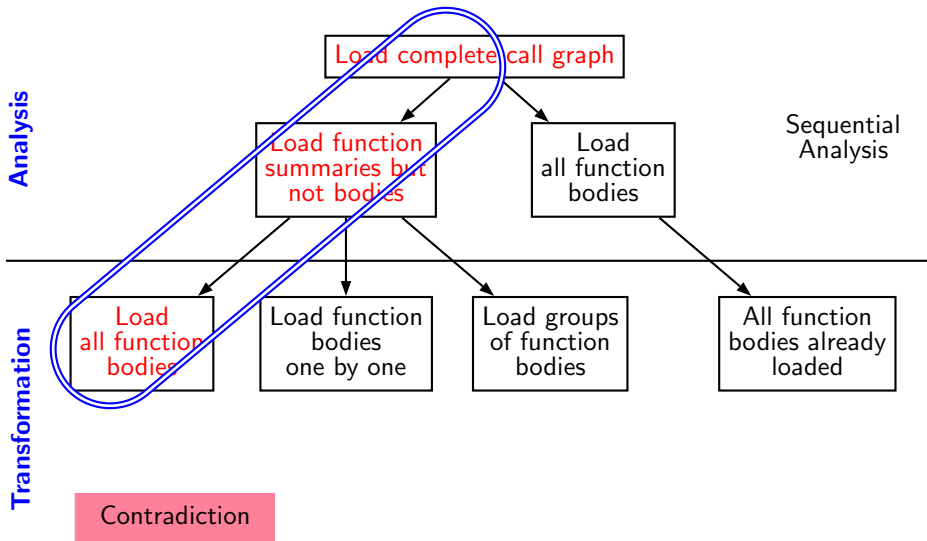 Load complete call graph
Analysis
Load function
summaries but
not bodies
Load
all function
bodies
Sequential
Analysis
Transformation
Load
all function
bodies
Load function
bodies
one by one
Load groups
of function
bodies
All function
bodies already
loaded
Contradiction